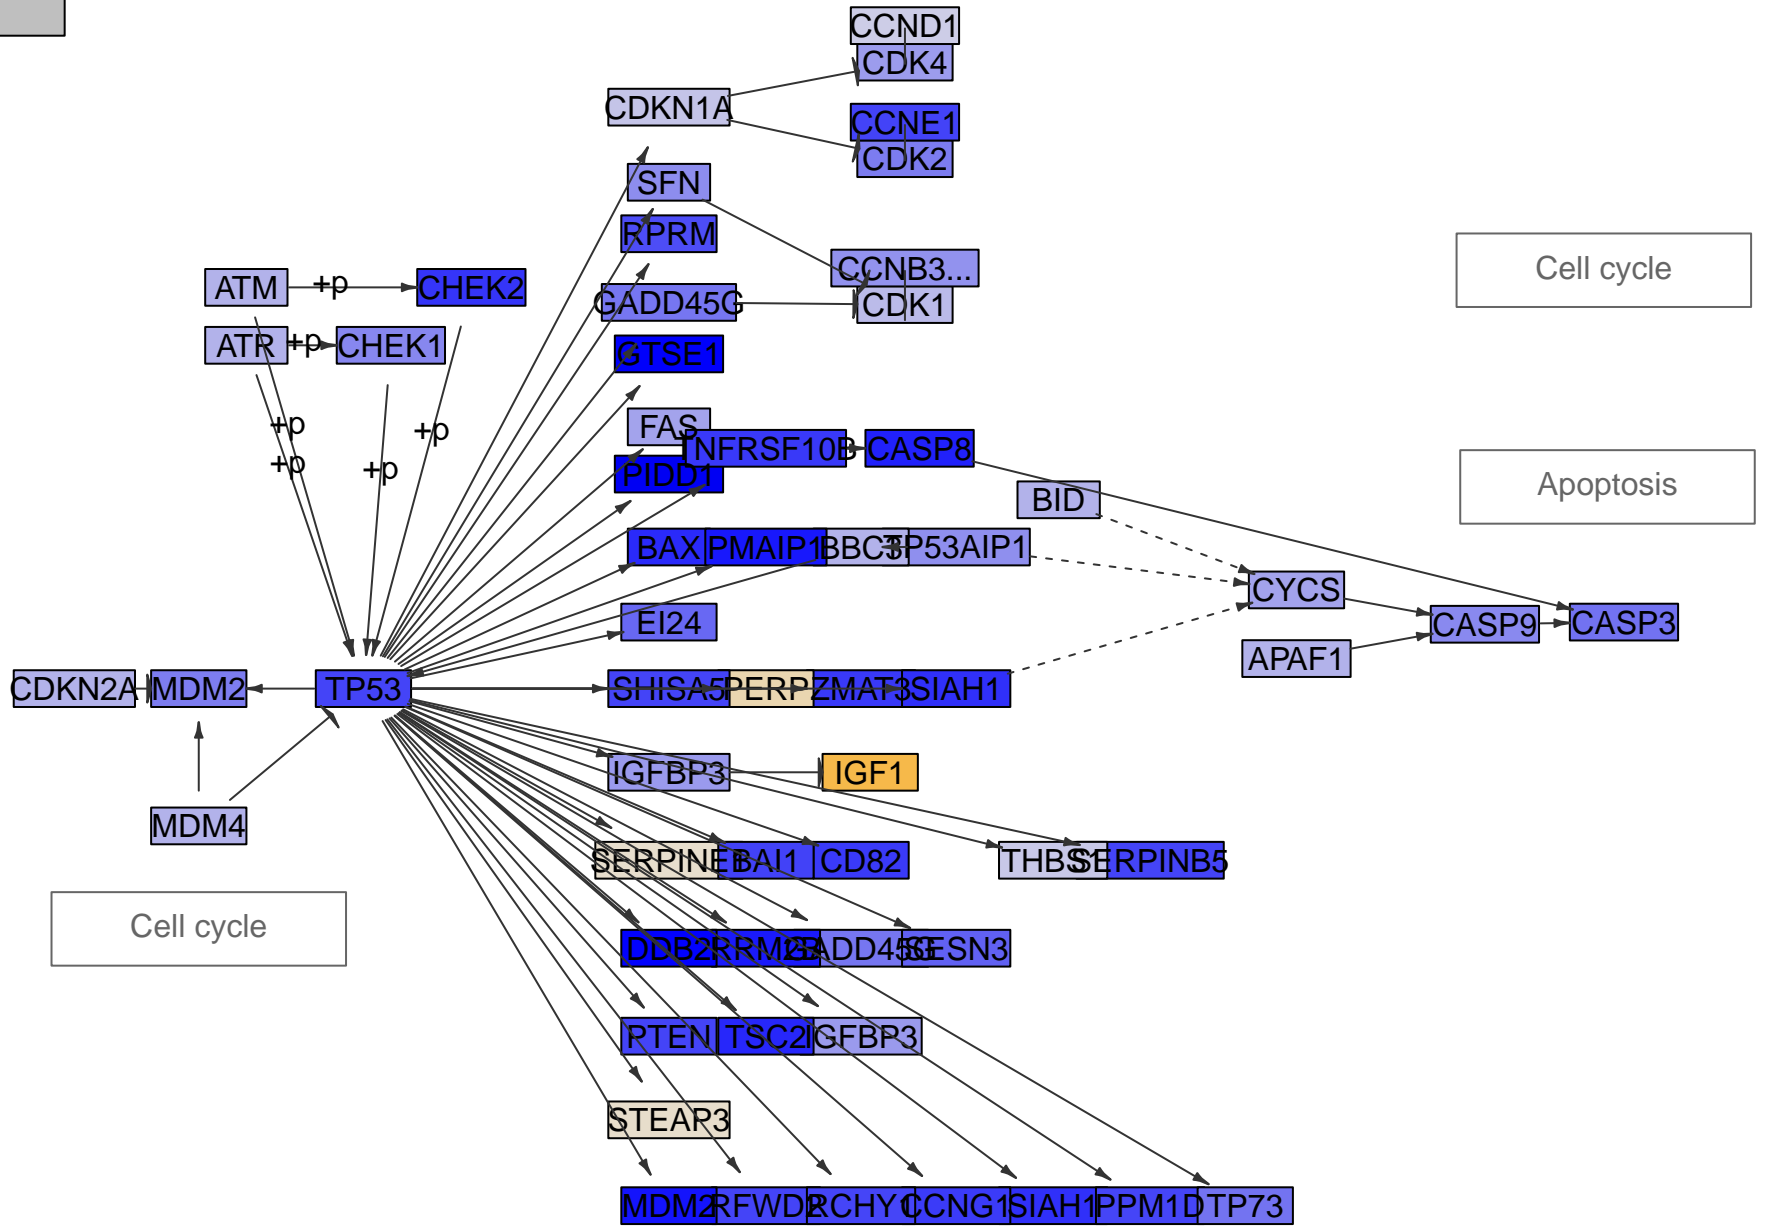 CCND1
CDK4
CDKN1A
CCNE1
CDK2
SFN
RPRM
CCNB3...
Cell cycle
ATM +p CHEK2
GADD45G
CDK1
ATR +p CHEK1
GTSE1
+p
+p
FAS
TNFRSF10B
CASP8
+p
+p
PIDD1
Apoptosis
BID
BAX
PMAIP1
BBC3
TP53AIP1
CYCS
EI24
CASP9
CASP3
APAF1
CDKN2A
MDM2
TP53
SHISA5
PERP
ZMAT3
SIAH1
IGFBP3
IGF1
MDM4
SERPINE1
BAI1
CD82
THBS1
SERPINB5
Cell cycle
DDB2
RRM2B
GADD45G
SESN3
PTEN
TSC2
IGFBP3
STEAP3
MDM2
RFWD2
RCHY1
CCNG1
SIAH1
PPM1D
TP73